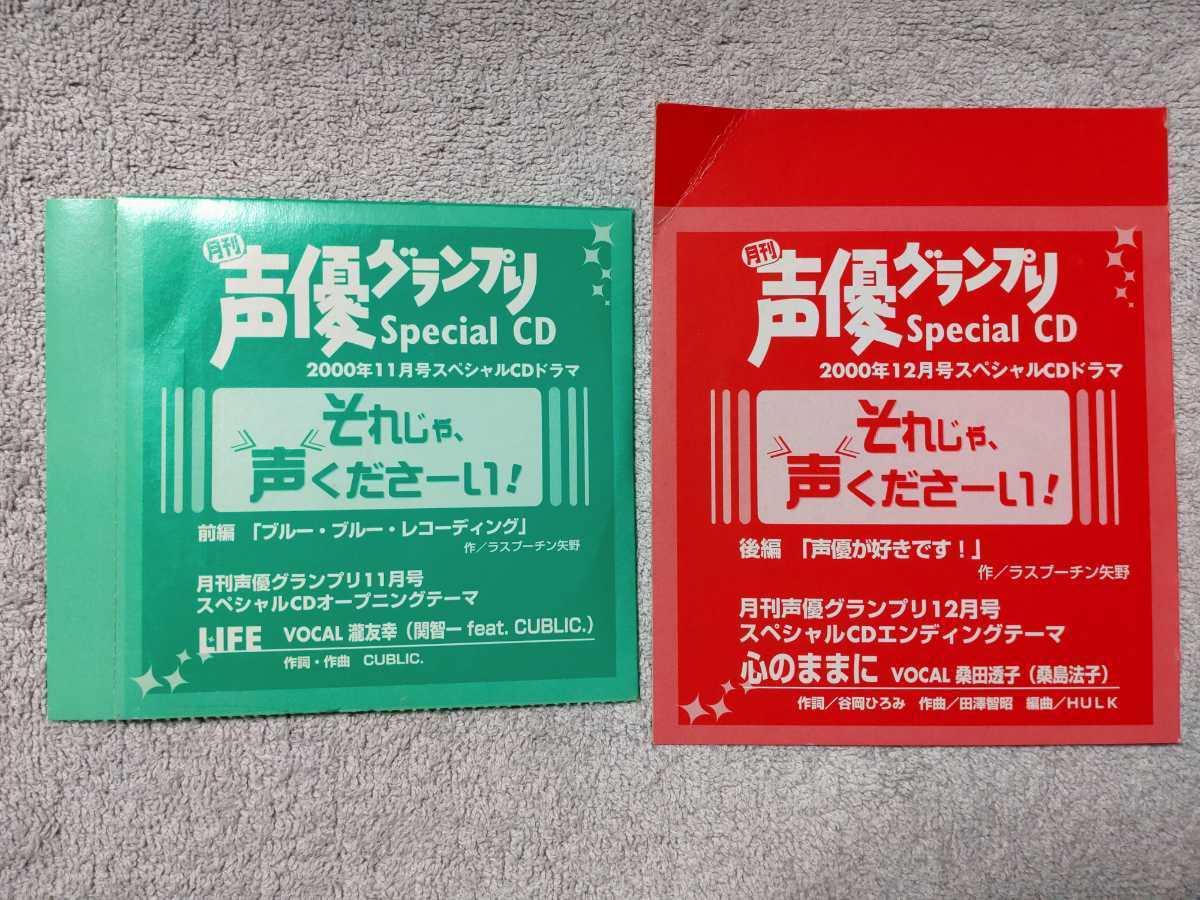 月刊
声優グランプリ
Special CD
2000年11月号スペシャルCDドラマ
それじゃ、
声くださーい!
前編 「ブルー・ブルー・レコーディング」
作/ラスプーチン矢野
月刊声優グランプリ11月号
スペシャルCDオープニングテーマ
LIFE VOCAL 瀧友幸(関智一 feat. CUBLIC.)
作詞・作曲 CUBLIC.
月刊
声優グランプリ
Special CD
2000年12月号スペシャルCDドラマ
それじゃ、
声くださーい!
後編 「声優が好きです!」
作/ラスプーチン矢野
月刊声優グランプリ12月号
スペシャルCDエンディングテーマ
心のままに VOCAL 桑田透子(桑島法子)
作詞/谷岡ひろみ 作曲/田澤智昭 編曲/HULK